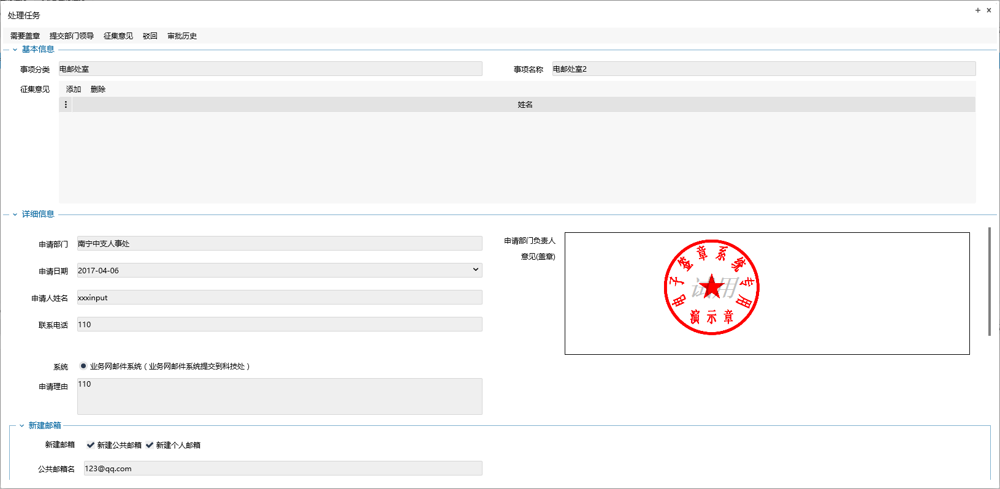 处理任务
需要盖章 提交部门领导 征集意见 驳回 审批历史
基本信息
事项分类 电邮处室 事项名称 电邮处室2
征集意见 添加 删除
姓名
详细信息
申请部门 南宁中支人事处
申请日期 2017-04-06
申请人姓名 xxxinput
联系电话 110
系统 业务网邮件系统（业务网邮件系统提交到科技处）
申请理由 110
申请部门负责人
意见(盖章)
电子签章系统专用
试用
演示章
新建邮箱
新建邮箱 新建公共邮箱 新建个人邮箱
公共邮箱名 123@qq.com